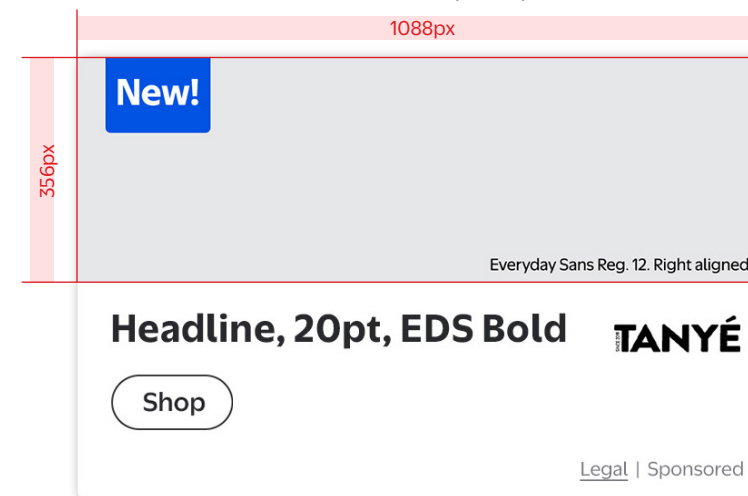 1088px
New!
356px
Everyday Sans Reg. 12. Right aligned
Headline, 20pt, EDS Bold
TANYÉ
Shop
Legal | Sponsored